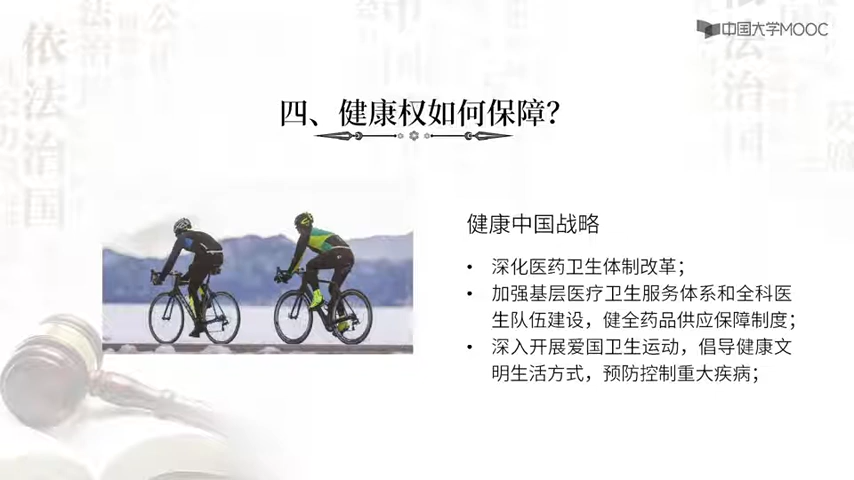 中国大学MOOC
依法治国
四、健康权如何保障？
健康中国战略
• 深化医药卫生体制改革；
• 加强基层医疗卫生服务体系和全科医
生队伍建设，健全药品供应保障制度；
• 深入开展爱国卫生运动，倡导健康文
明生活方式，预防控制重大疾病；